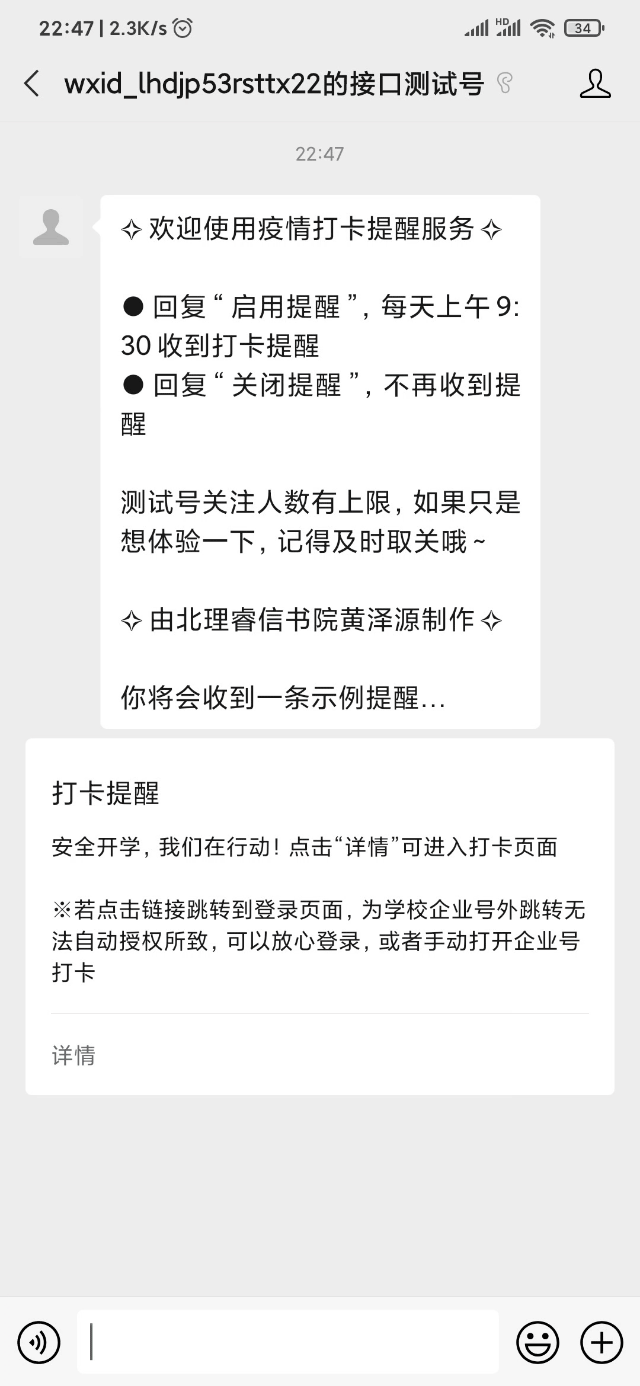 22:47 | 2.3K/s
HD
34
wxid_lhdjp53rsttx22的接口测试号
22:47
✧欢迎使用疫情打卡提醒服务✧
●回复“启用提醒”，每天上午9:
30收到打卡提醒
●回复“关闭提醒”，不再收到提
醒
测试号关注人数有上限，如果只是
想体验一下，记得及时取关哦~
✧由北理睿信书院黄泽源制作✧
你将会收到一条示例提醒...
打卡提醒
安全开学，我们在行动！点击“详情”可进入打卡页面
※若点击链接跳转到登录页面，为学校企业号外跳转无
法自动授权所致，可以放心登录，或者手动打开企业号
打卡
详情